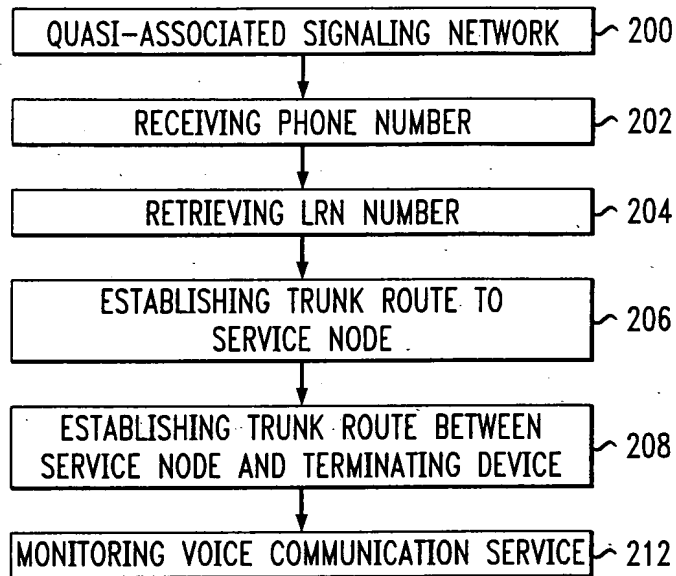 QUASI-ASSOCIATED SIGNALING NETWORK 200
RECEIVING PHONE NUMBER 202
RETRIEVING LRN NUMBER 204
ESTABLISHING TRUNK ROUTE TO
SERVICE NODE 206
ESTABLISHING TRUNK ROUTE BETWEEN
SERVICE NODE AND TERMINATING DEVICE 208
MONITORING VOICE COMMUNICATION SERVICE 212